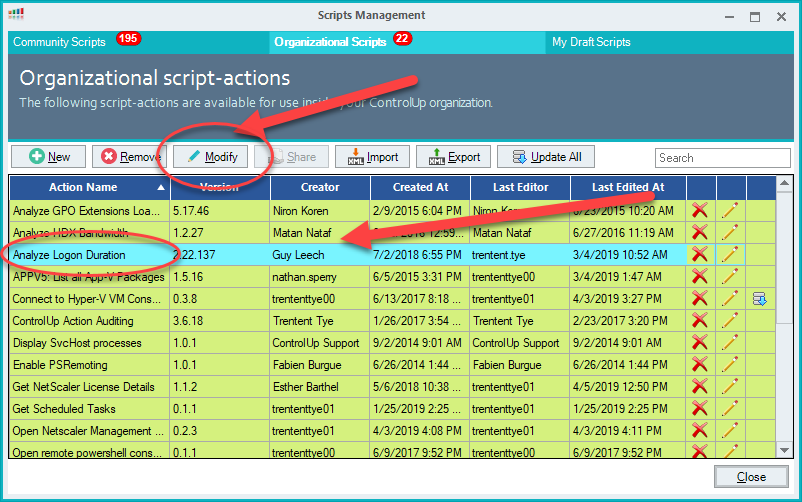 Scripts Management
Community Scripts 195 Organizational Scripts 22 My Draft Scripts
Organizational script-actions
The following script-actions are available for use inside your ControlUp organization.
New Remove Modify Share Import Export Update All Search
Action Name Version Creator Created At Last Editor Last Edited At
Analyze GPO Extensions Loa... 5.17.46 Niron Koren 2/9/2015 6:04 PM Niron Koren 6/23/2015 10:20 AM
Analyze HDX Bandwidth 1.2.27 Matan Nataf 12:59... Matan Nataf 6/27/2016 11:19 AM
Analyze Logon Duration 2.22.137 Guy Leech 7/2/2018 6:55 PM trentent.tye 3/4/2019 10:52 AM
APPV5: List all App-V Packages 1.5.16 nathan.sperry 6/5/2015 3:31 PM trententtye00 3/4/2019 1:47 AM
Connect to Hyper-V VM Cons... 0.3.8 trententtye00 6/13/2017 8:18 ... trententtye01 4/3/2019 3:27 PM
ControlUp Action Auditing 3.6.18 Trentent Tye 1/26/2017 3:54 ... Trentent Tye 2/23/2017 3:20 PM
Display SvcHost processes 1.0.1 ControlUp Support 9/2/2014 9:01 AM ControlUp Support 9/2/2014 9:01 AM
Enable PSRemoting 1.0.1 Fabien Burgue 6/26/2014 1:44 ... Fabien Burgue 6/26/2014 1:44 PM
Get NetScaler License Details 1.1.2 Esther Barthel 5/6/2018 10:38 ... trententtye01 4/5/2019 12:50 PM
Get Scheduled Tasks 0.1.1 trententtye01 1/25/2019 2:25 ... trententtye01 1/25/2019 2:25 PM
Open Netscaler Management ... 0.2.3 trententtye01 4/3/2019 4:08 PM trententtye01 4/3/2019 4:11 PM
Open remote powershell cons... 1.1.1 trententtye00 6/9/2017 9:52 PM trententtye00 6/9/2017 9:52 PM
Close